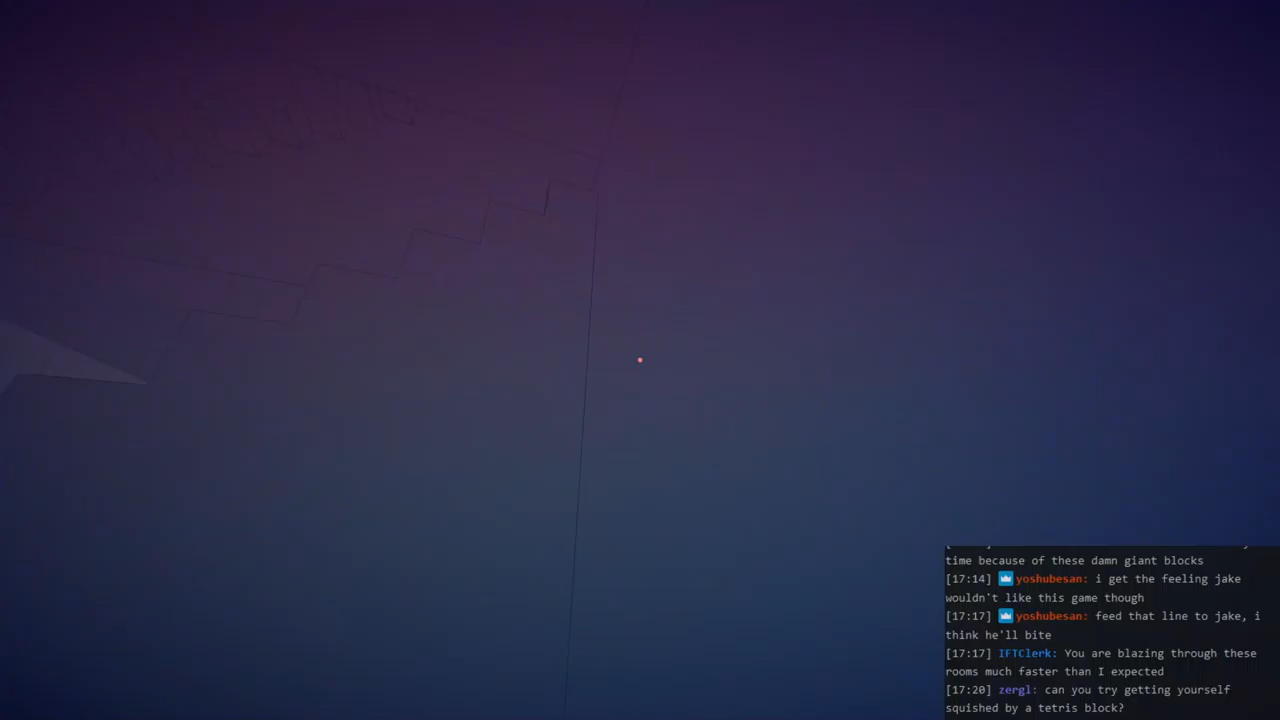 time because of these damn giant blocks
[17:14] yoshubesan: i get the feeling jake
wouldn't like this game though
[17:17] yoshubesan: feed that line to jake, i
think he'll bite
[17:17] IFTClerk: You are blazing through these
rooms much faster than I expected
[17:20] zergl: can you try getting yourself
squished by a tetris block?